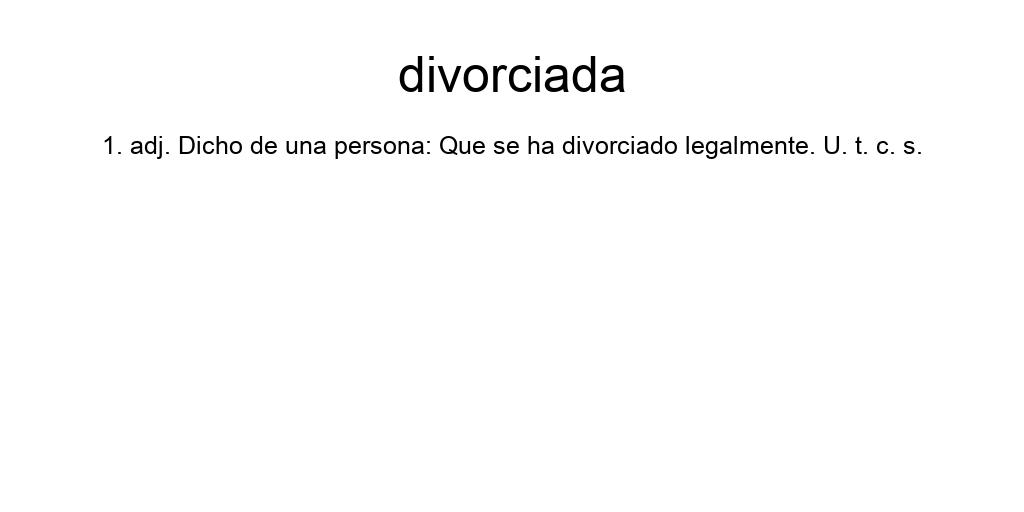 divorciada
1. adj. Dicho de una persona: Que se ha divorciado legalmente. U. t. c. s.